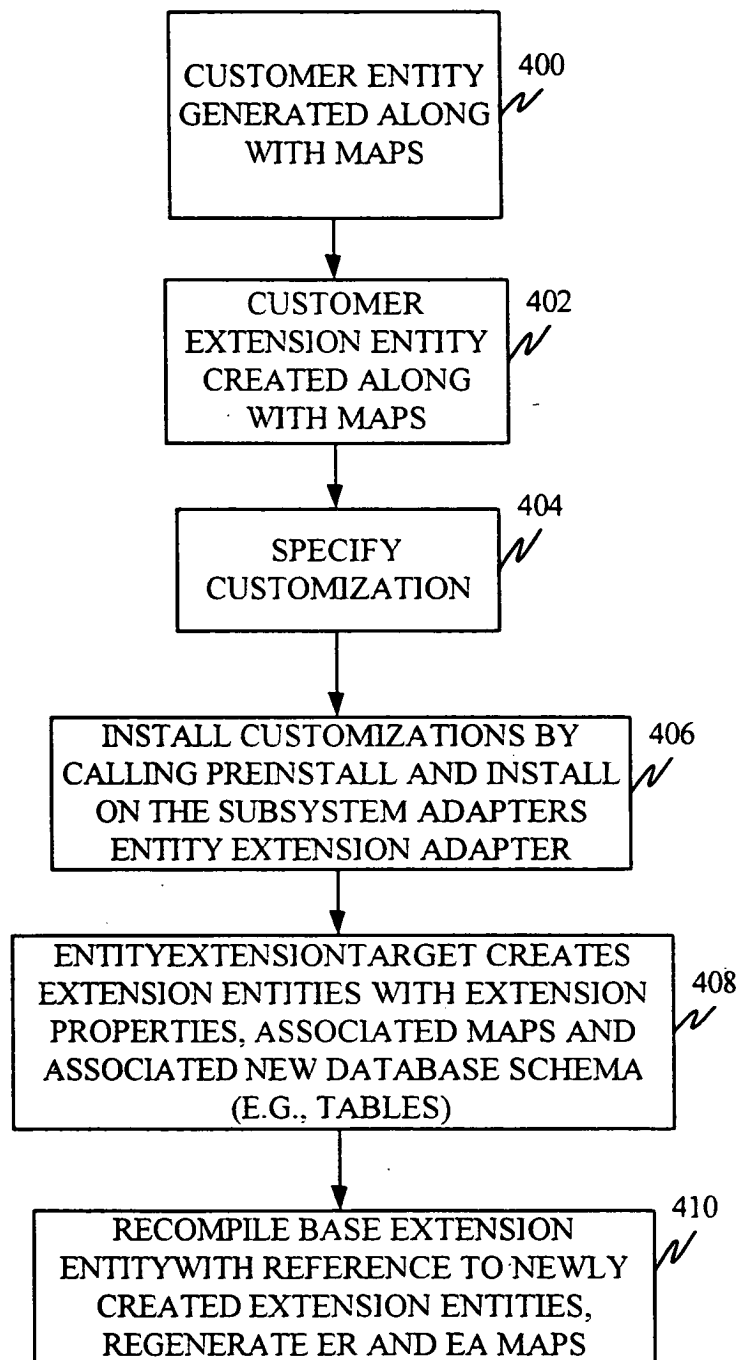 CUSTOMER ENTITY
GENERATED ALONG
WITH MAPS
400
CUSTOMER
EXTENSION ENTITY
CREATED ALONG
WITH MAPS
402
SPECIFY
CUSTOMIZATION
404
INSTALL CUSTOMIZATIONS BY
CALLING PREINSTALL AND INSTALL
ON THE SUBSYSTEM ADAPTERS
ENTITY EXTENSION ADAPTER
406
ENTITYEXTENSIONTARGET CREATES
EXTENSION ENTITIES WITH EXTENSION
PROPERTIES, ASSOCIATED MAPS AND
ASSOCIATED NEW DATABASE SCHEMA
(E.G., TABLES)
408
RECOMPILE BASE EXTENSION
ENTITYWITH REFERENCE TO NEWLY
CREATED EXTENSION ENTITIES,
REGENERATE ER AND EA MAPS
410